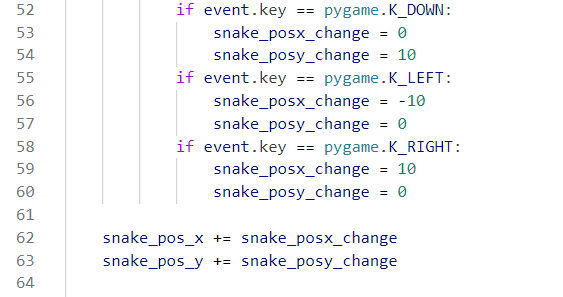 52 if event.key == pygame.K_DOWN:
53 snake_posx_change = 0
54 snake_posy_change = 10
55 if event.key == pygame.K_LEFT:
56 snake_posx_change = -10
57 snake_posy_change = 0
58 if event.key == pygame.K_RIGHT:
59 snake_posx_change = 10
60 snake_posy_change = 0
61
62 snake_pos_x += snake_posx_change
63 snake_pos_y += snake_posy_change
64